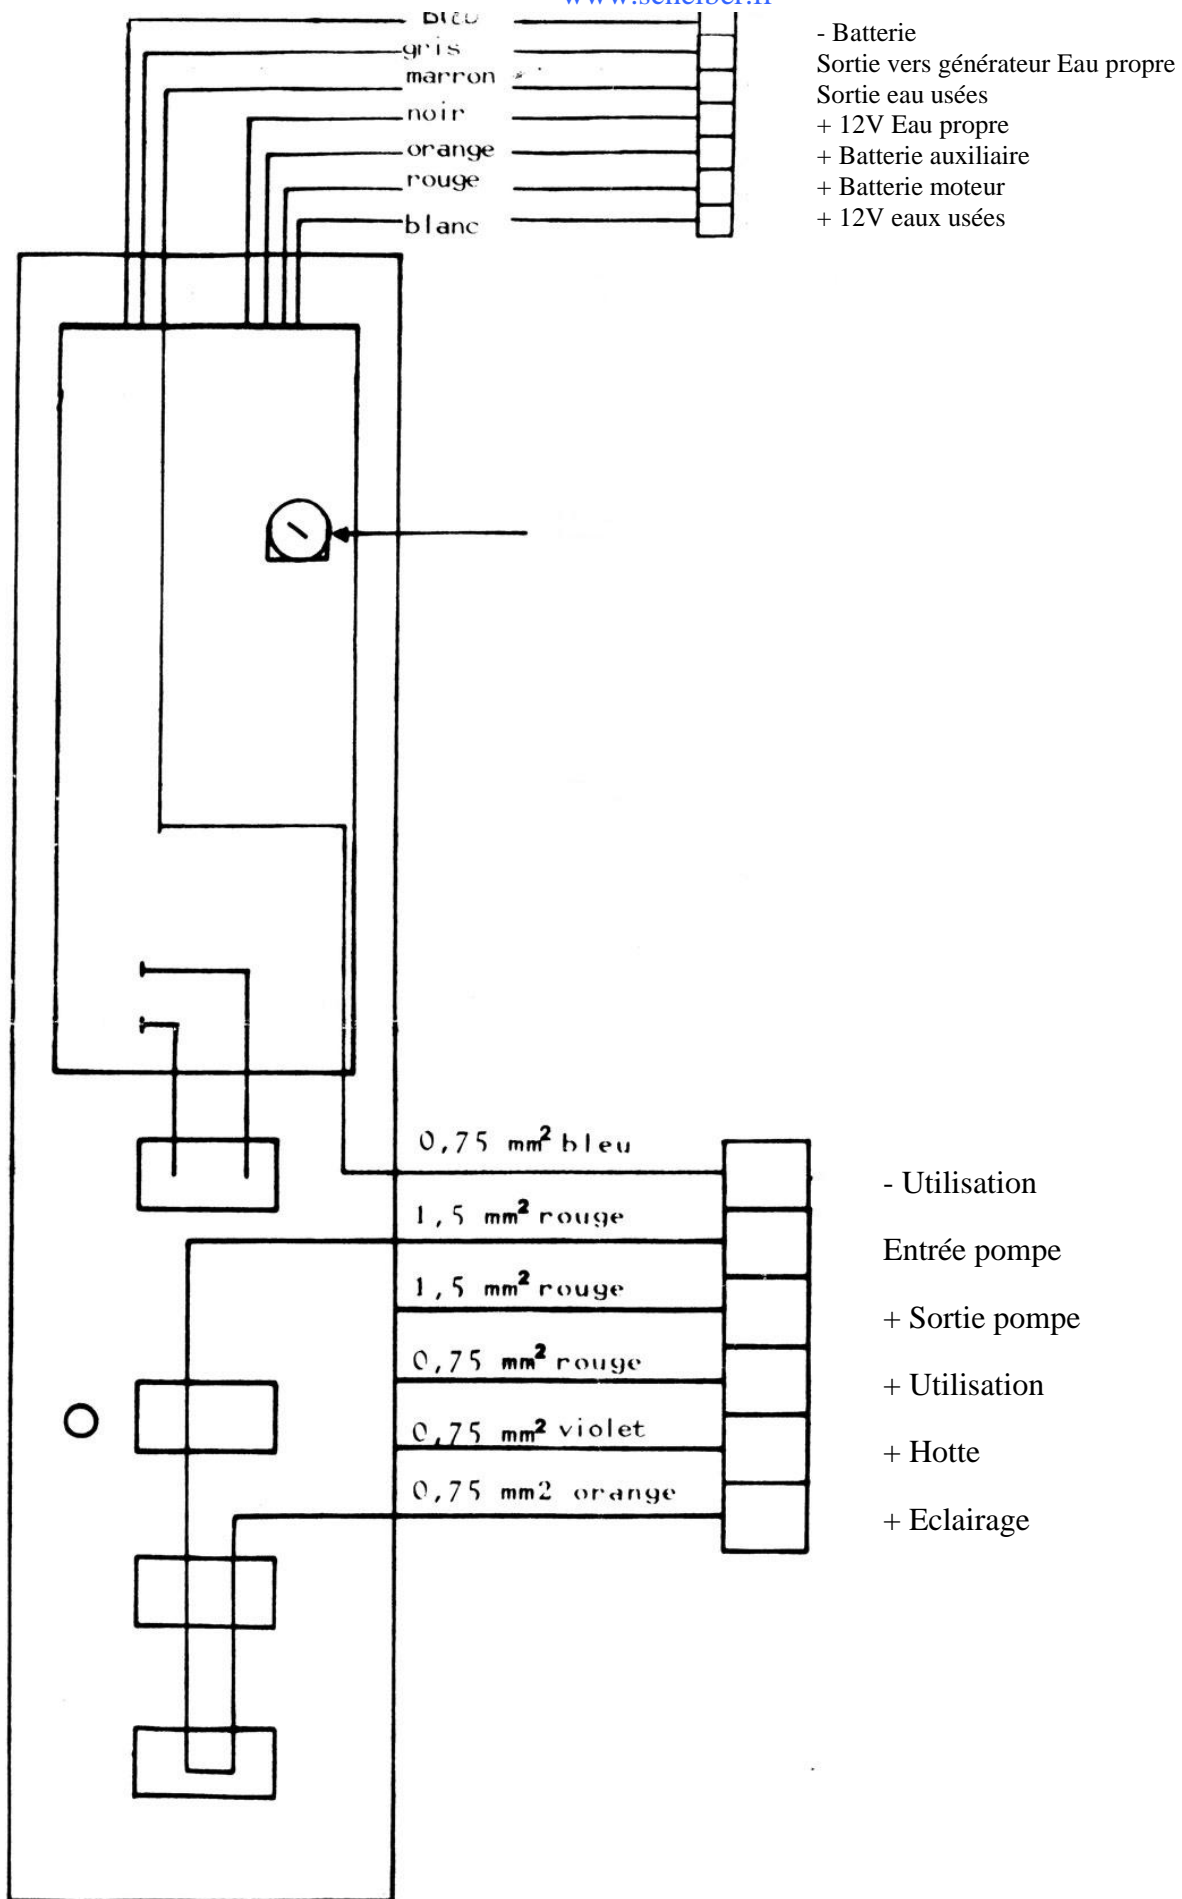 www.scheiber.fr
bleu
gris
marron
noir
orange
rouge
blanc
- Batterie
Sortie vers générateur Eau propre
Sortie eau usées
+ 12V Eau propre
+ Batterie auxiliaire
+ Batterie moteur
+ 12V eaux usées
0,75 mm² bleu
1,5 mm² rouge
1,5 mm² rouge
0,75 mm² rouge
0,75 mm² violet
0,75 mm2 orange
- Utilisation
Entrée pompe
+ Sortie pompe
+ Utilisation
+ Hotte
+ Eclairage